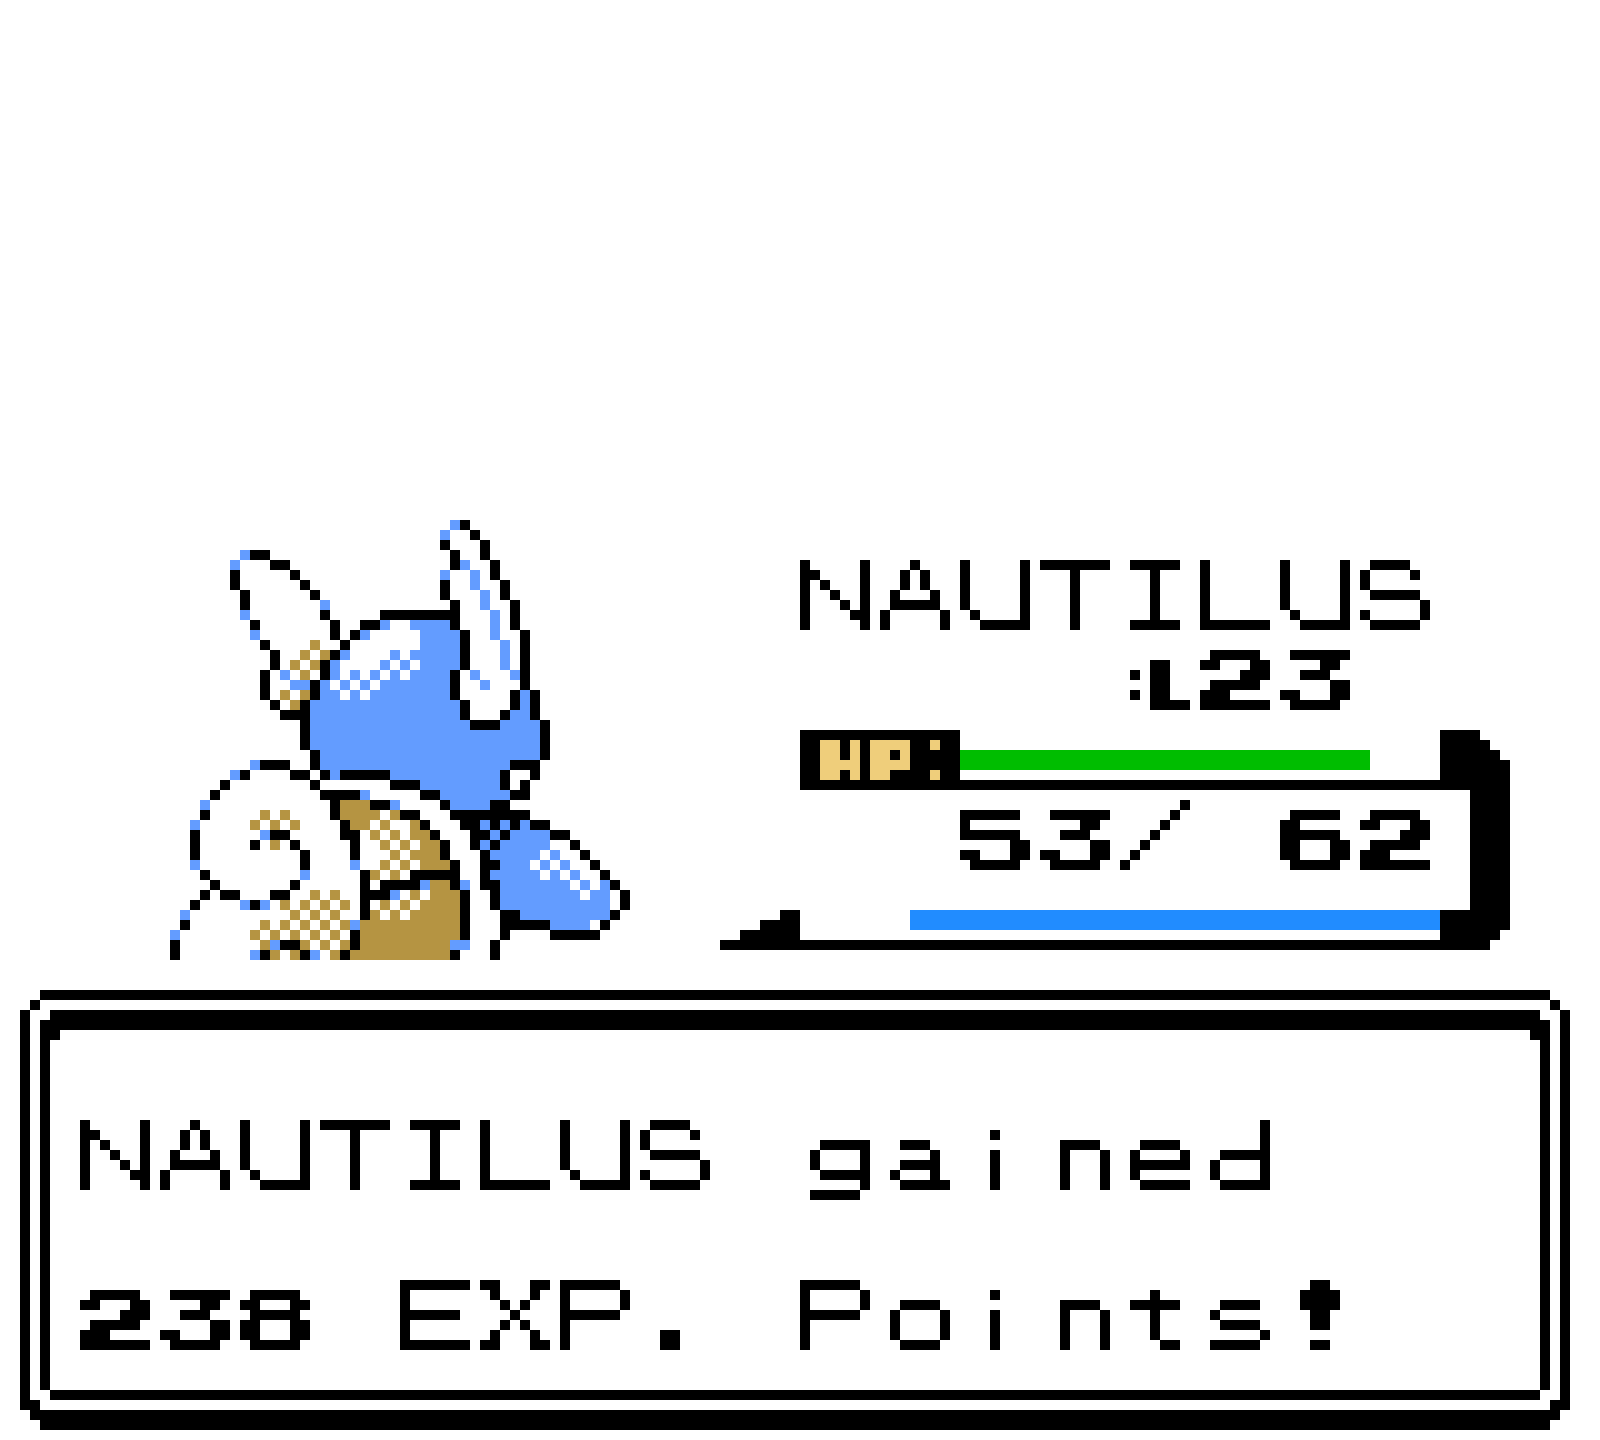 NAUTILUS
:L23
HP:
53/ 62
NAUTILUS gained
238 EXP. Points!